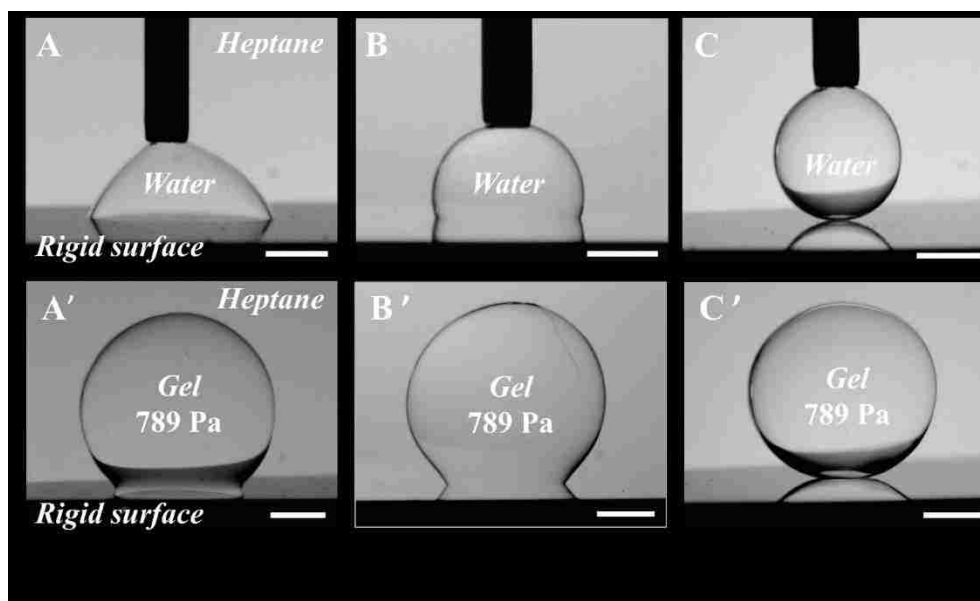 A
Heptane
Water
Rigid surface
B
Water
C
Water
A′
Heptane
Gel
789 Pa
Rigid surface
B′
Gel
789 Pa
C′
Gel
789 Pa